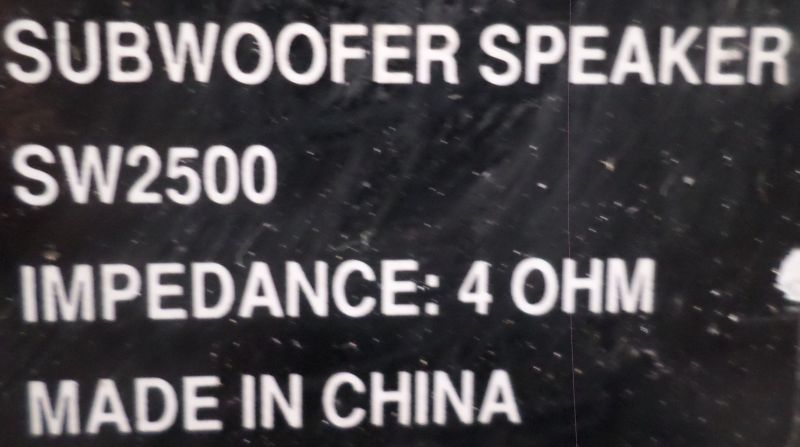 SUBWOOFER SPEAKER
SW2500
IMPEDANCE: 4 OHM
MADE IN CHINA